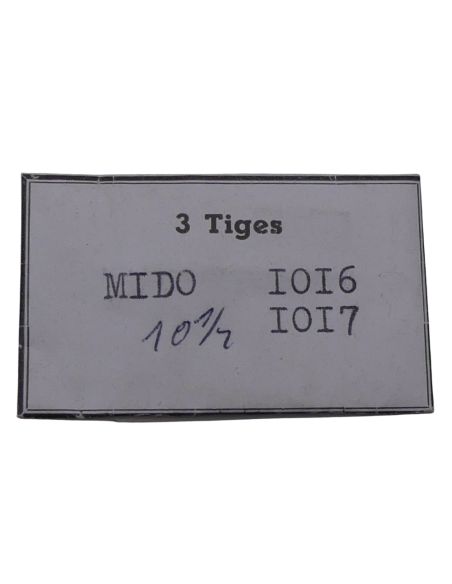 3 Tiges
MIDO IOI6
10½ IOI7